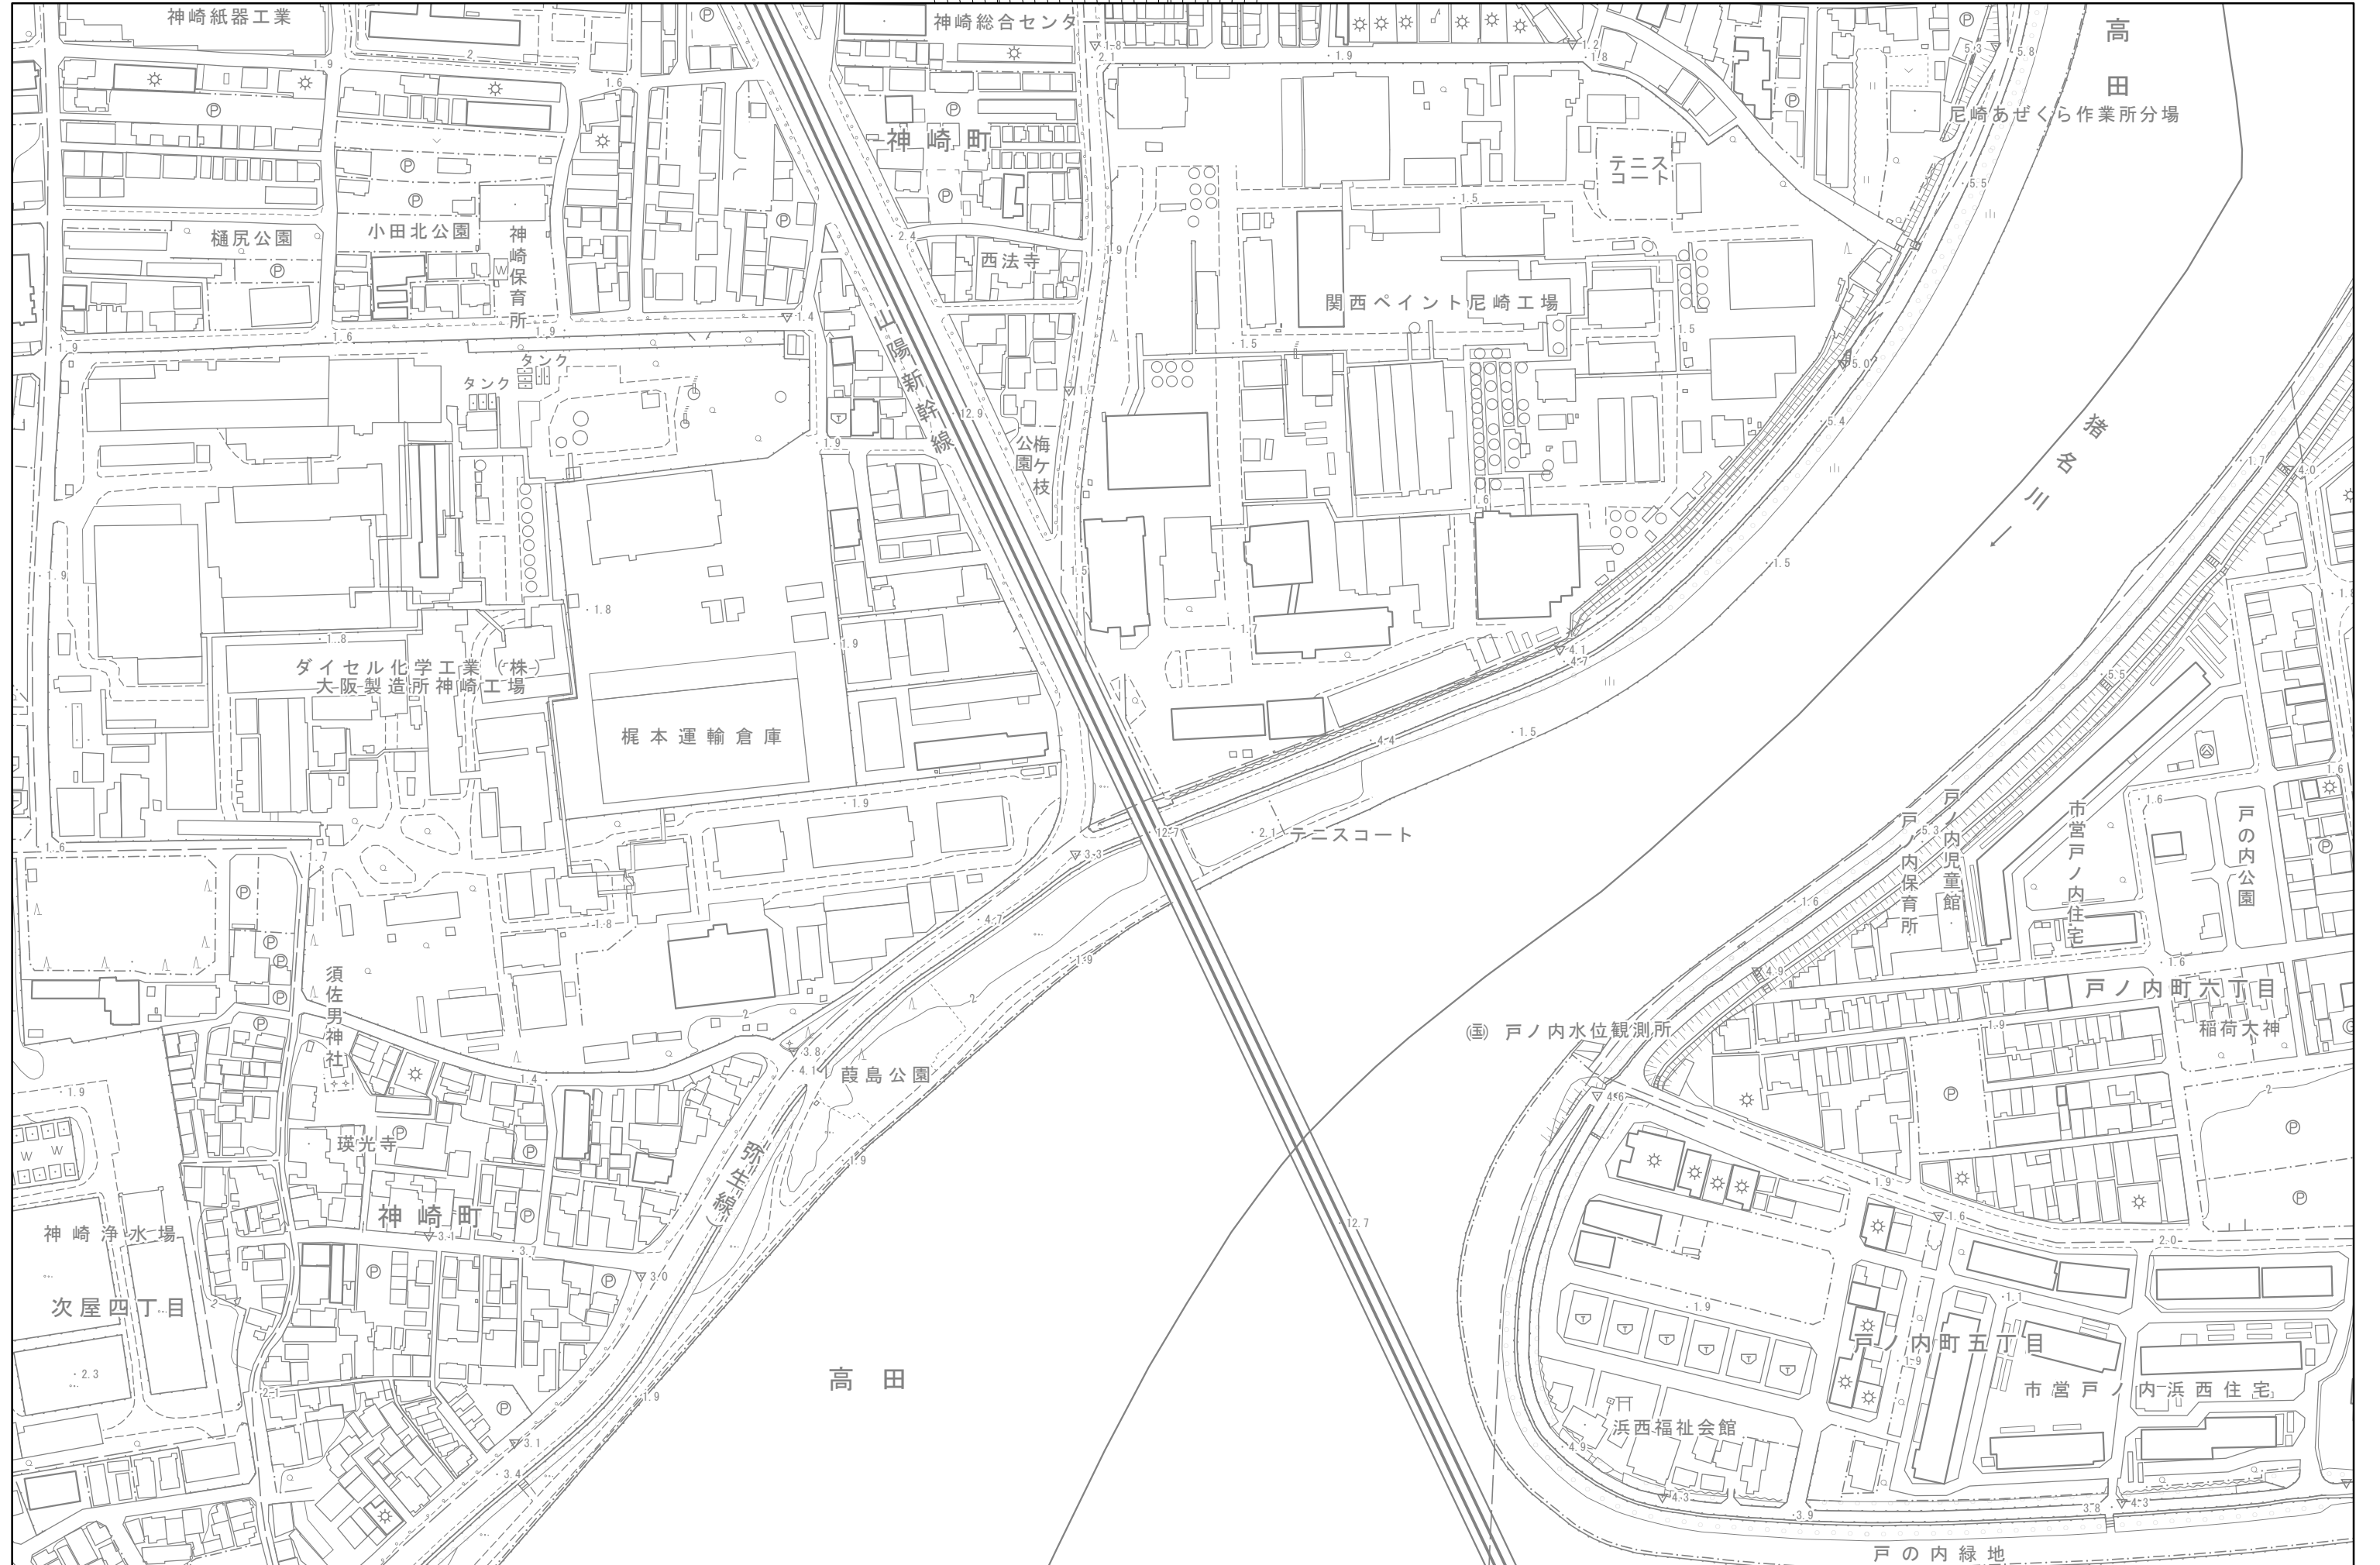 神崎紙器工業
神崎総合センタ
高田
尼崎あぜくら作業所分場
神崎町
テニス
コート
樋尻公園
小田北公園
神崎保育所
西法寺
関西ペイント尼崎工場
山陽新幹線
タンク
タンク
梅ケ枝
公園
猪名川
ダイセル化学工業（株）
大阪製造所神崎工場
梶本運輸倉庫
テニスコート
戸ノ内児童館
戸ノ内保育所
市営戸ノ内住宅
戸の内公園
戸ノ内町六丁目
稲荷大神
須佐男神社
(国) 戸ノ内水位観測所
葭島公園
瑛光寺
弥生線
神崎町
神崎浄水場
次屋四丁目
高田
戸ノ内町五丁目
市営戸ノ内浜西住宅
浜西福祉会館
戸の内緑地